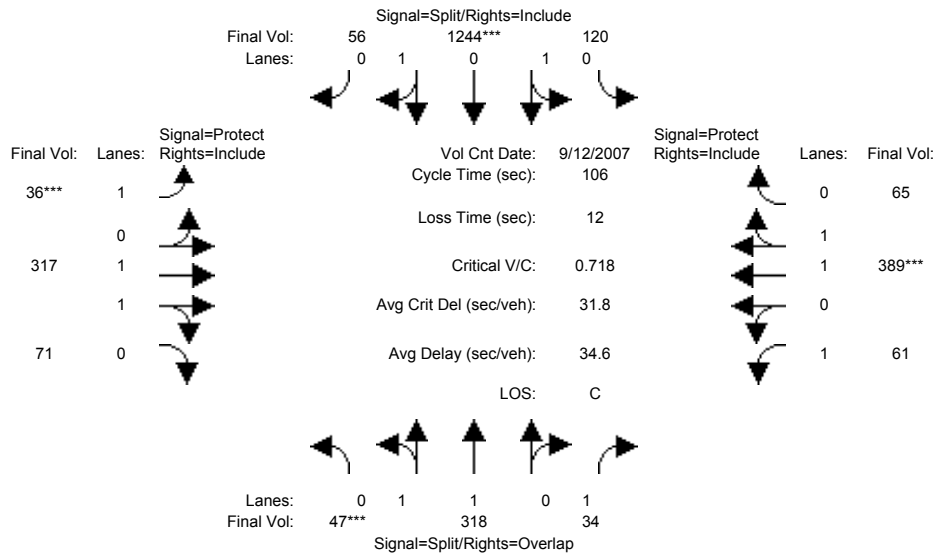 Signal=Split/Rights=Include
Final Vol: 56 1244*** 120
Lanes: 0 1 0 1 0
Signal=Protect Signal=Protect
Final Vol: Lanes: Rights=Include Vol Cnt Date: 9/12/2007 Rights=Include Lanes: Final Vol:
Cycle Time (sec): 106
36*** 1 0 65
Loss Time (sec): 12
0 1
317 1 Critical V/C: 0.718 1 389***
1 Avg Crit Del (sec/veh): 31.8 0
71 0 Avg Delay (sec/veh): 34.6 1 61
LOS: C
Lanes: 0 1 1 0 1
Final Vol: 47*** 318 34
Signal=Split/Rights=Overlap